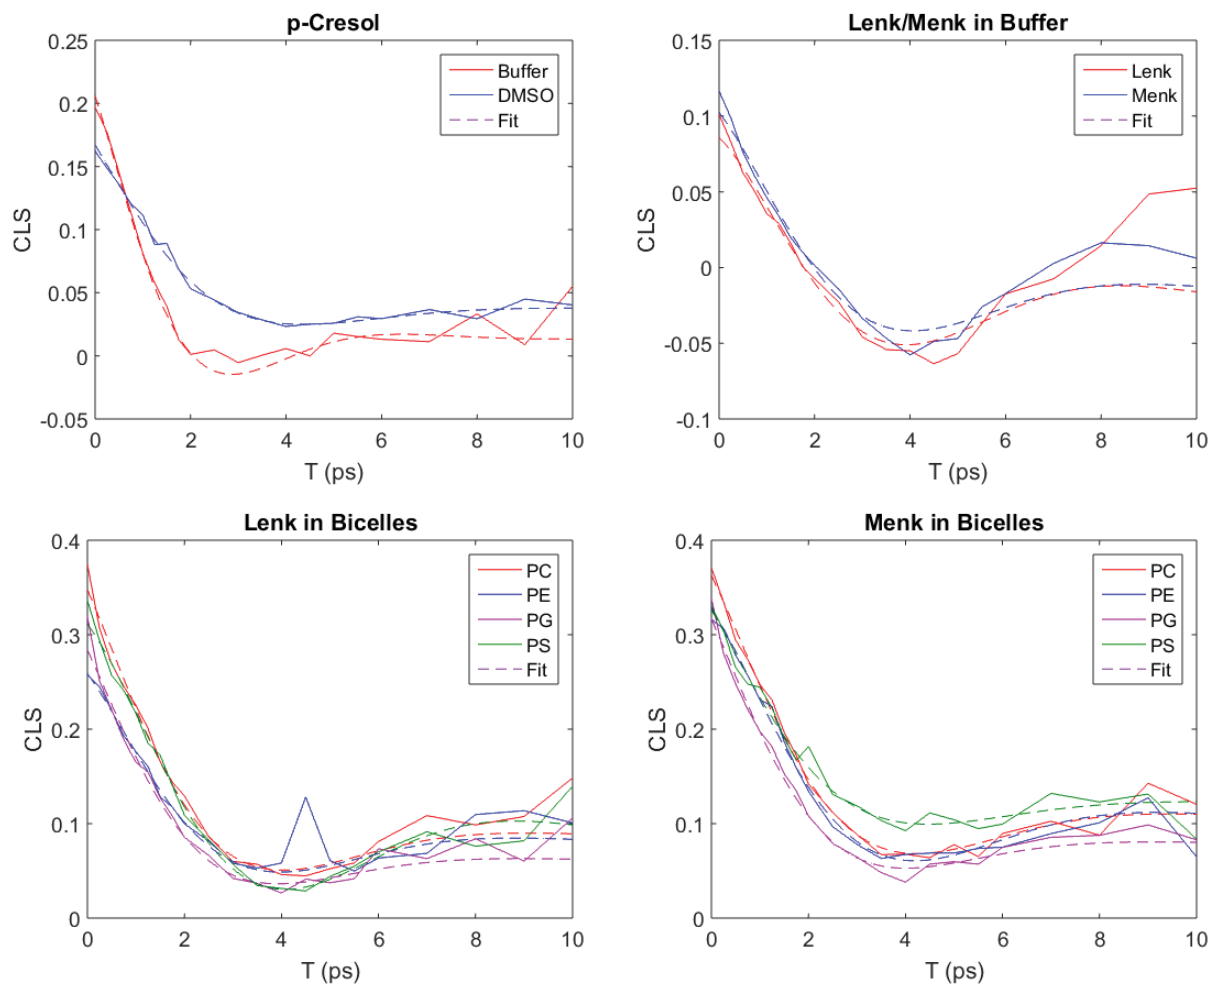 p-Cresol
0.25
0.2
0.15
0.1
0.05
0
-0.05
CLS
0 2 4 6 8 10
T (ps)
Buffer
DMSO
Fit
Lenk/Menk in Buffer
0.15
0.1
0.05
0
-0.05
-0.1
CLS
0 2 4 6 8 10
T (ps)
Lenk
Menk
Fit
Lenk in Bicelles
0.4
0.3
0.2
0.1
0
CLS
0 2 4 6 8 10
T (ps)
PC
PE
PG
PS
Fit
Menk in Bicelles
0.4
0.3
0.2
0.1
0
CLS
0 2 4 6 8 10
T (ps)
PC
PE
PG
PS
Fit